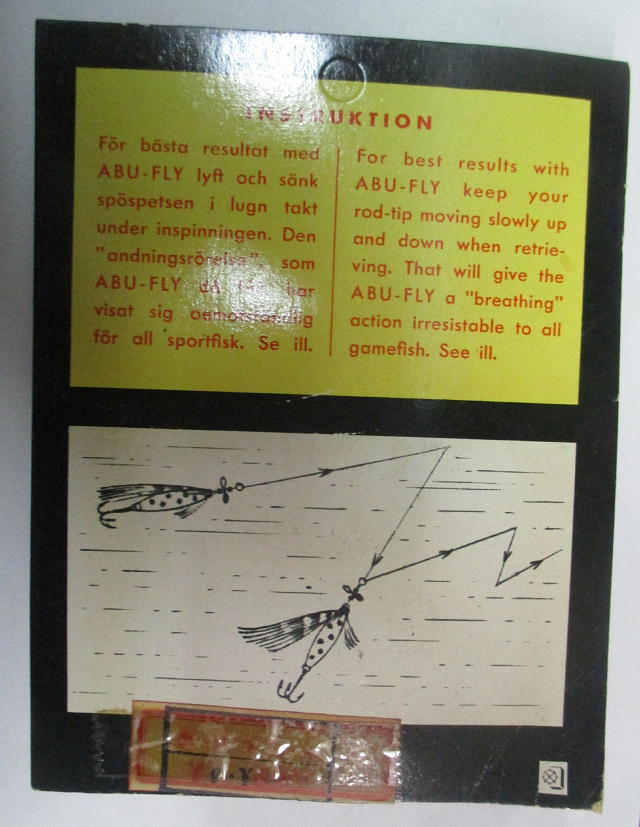 INSTRUKTION
För bästa resultat med
ABU-FLY lyft och sänk
spöspetsen i lugn takt
under inspinningen. Den
"andningsrörelse", som
ABU-FLY då får har
visat sig oemotståndlig
för all sportfisk. Se ill.
For best results with
ABU-FLY keep your
rod-tip moving slowly up
and down when retrie-
ving. That will give the
ABU-FLY a "breathing"
action irresistable to all
gamefish. See ill.